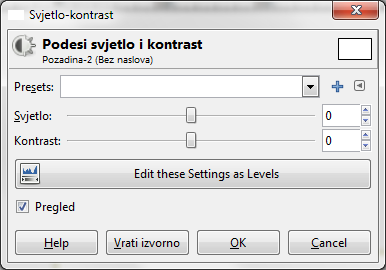 Svjetlo-kontrast
Podesi svjetlo i kontrast
Pozadina-2 (Bez naslova)
Presets:
Svjetlo: 0
Kontrast: 0
Edit these Settings as Levels
Pregled
Help Vrati izvorno OK Cancel